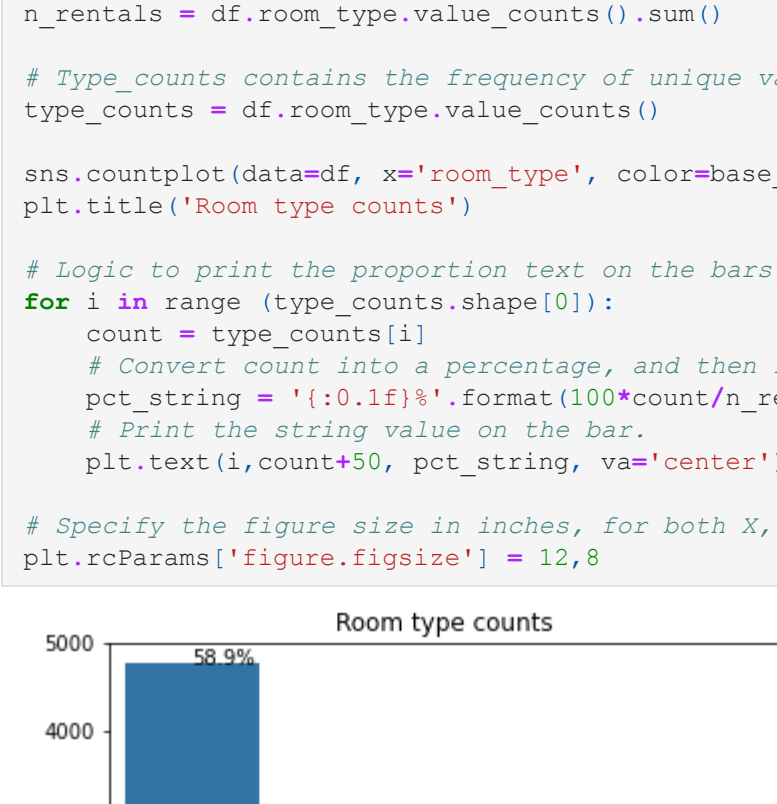 n_rentals = df.room_type.value_counts().sum()
# Type_counts contains the frequency of unique
type_counts = df.room_type.value_counts()
sns.countplot(data=df, x='room_type', color=base_
plt.title('Room type counts')
# Logic to print the proportion text on the bars
for i in range (type_counts.shape[0]):
    count = type_counts[i]
    # Convert count into a percentage, and then
    pct_string = '{:0.1f}%'.format(100*count/n_re
    # Print the string value on the bar.
    plt.text(i,count+50, pct_string, va='center')
# Specify the figure size in inches, for both X,
plt.rcParams['figure.figsize'] = 12,8
Room type counts
5000
58.9%
4000